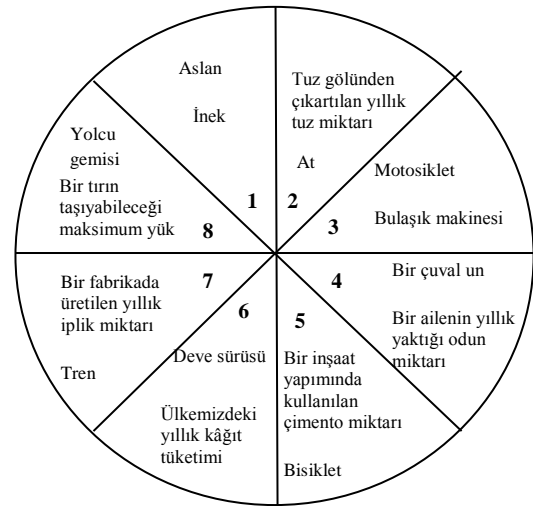 Aslan
İnek
1
Tuz gölünden
çıkartılan yıllık
tuz miktarı
At
2
Motosiklet
Bulaşık makinesi
3
Bir çuval un
Bir ailenin yıllık
yaktığı odun
miktarı
4
5
Bir inşaat
yapımında
kullanılan
çimento miktarı
Bisiklet
6
Deve sürüsü
Ülkemizdeki
yıllık kâğıt
tüketimi
7
Bir fabrikada
üretilen yıllık
iplik miktarı
Tren
Yolcu
gemisi
Bir tırın
taşıyabileceği
maksimum yük
8